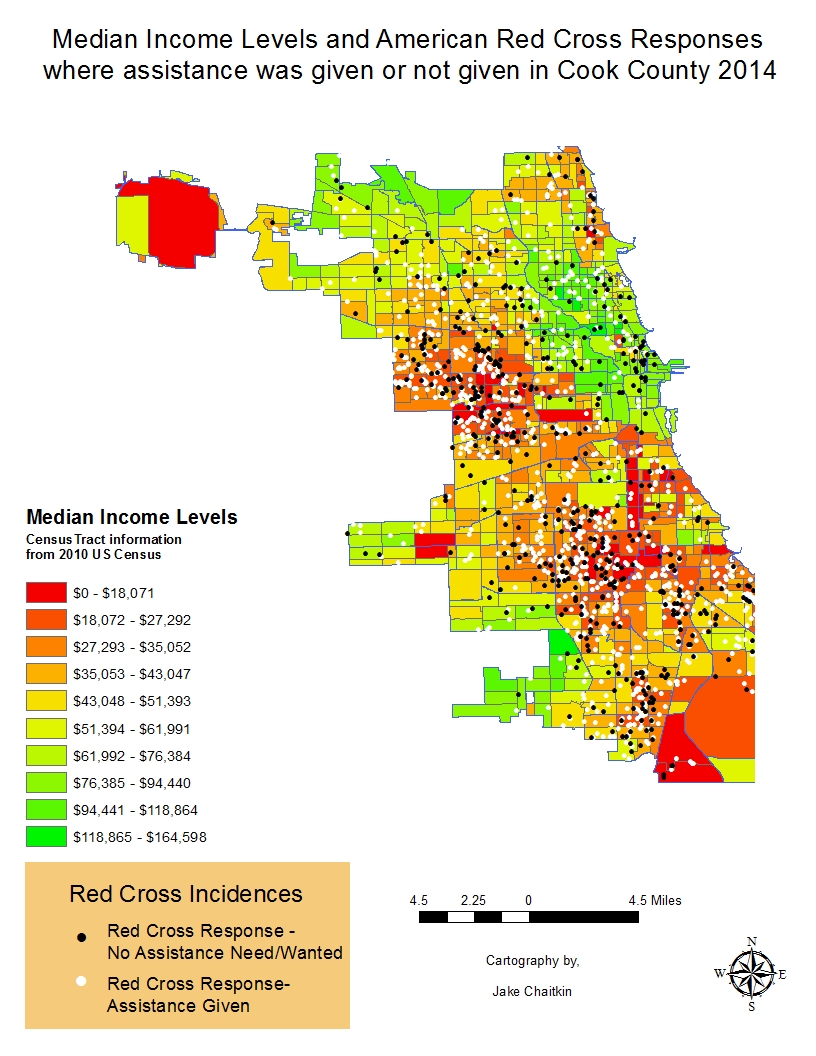 Median Income Levels and American Red Cross Responses
where assistance was given or not given in Cook County 2014
Median Income Levels
Census Tract information
from 2010 US Census
$0 - $18,071
$18,072 - $27,292
$27,293 - $35,052
$35,053 - $43,047
$43,048 - $51,393
$51,394 - $61,991
$61,992 - $76,384
$76,385 - $94,440
$94,441 - $118,864
$118,865 - $164,598
Red Cross Incidences
Red Cross Response -
No Assistance Need/Wanted
Red Cross Response-
Assistance Given
4.5 2.25 0 4.5 Miles
Cartography by,
Jake Chaitkin
N
W E
S